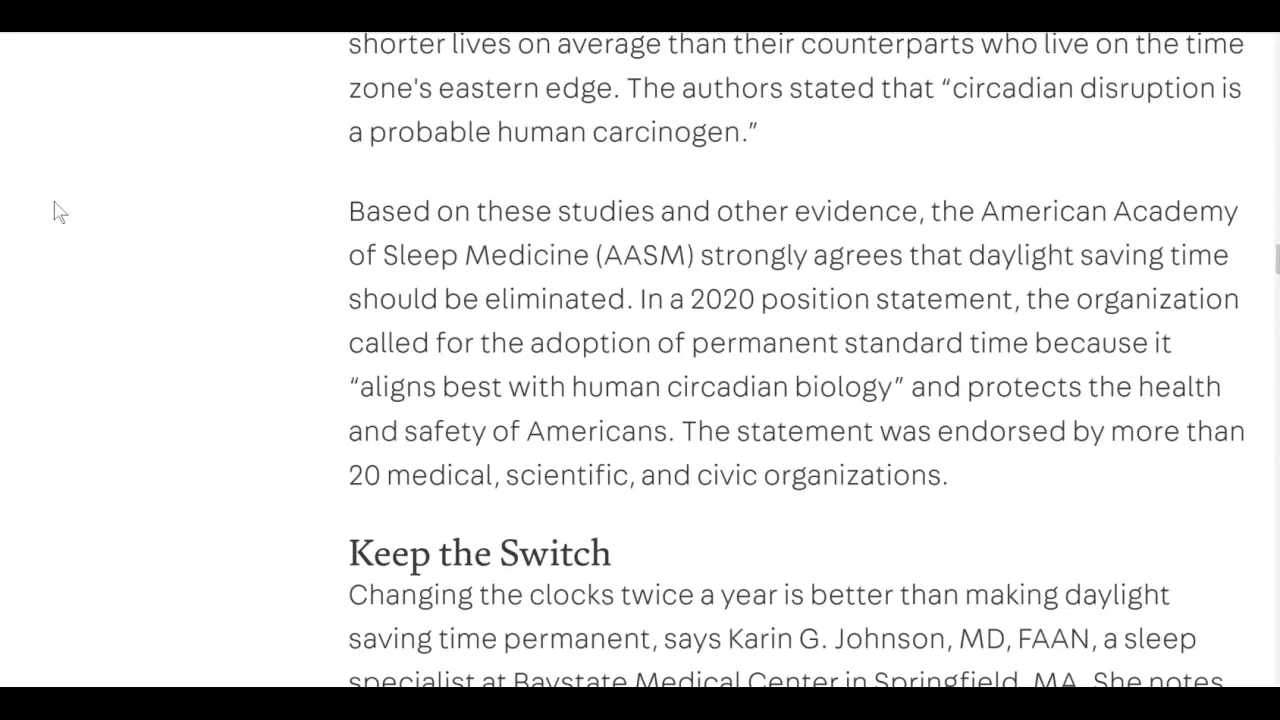 shorter lives on average than their counterparts who live on the time
zone's eastern edge. The authors stated that “circadian disruption is
a probable human carcinogen.”
Based on these studies and other evidence, the American Academy
of Sleep Medicine (AASM) strongly agrees that daylight saving time
should be eliminated. In a 2020 position statement, the organization
called for the adoption of permanent standard time because it
“aligns best with human circadian biology” and protects the health
and safety of Americans. The statement was endorsed by more than
20 medical, scientific, and civic organizations.
Keep the Switch
Changing the clocks twice a year is better than making daylight
saving time permanent, says Karin G. Johnson, MD, FAAN, a sleep
specialist at Baystate Medical Center in Springfield, MA. She notes